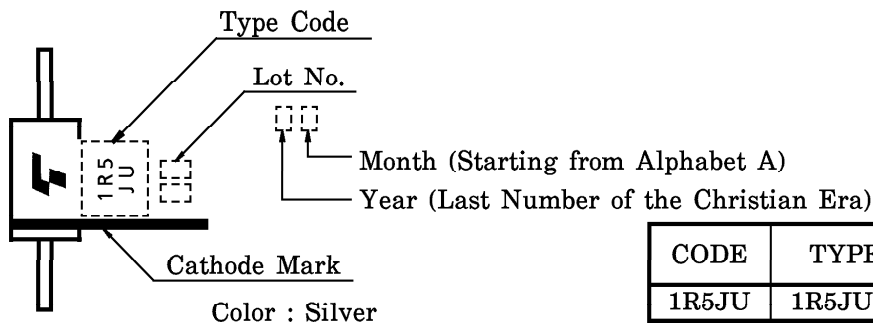 Type Code
Lot No.
1R5
JU
Month (Starting from Alphabet A)
Year (Last Number of the Christian Era)
Cathode Mark
Color : Silver
CODE TYPE
1R5JU 1R5JU